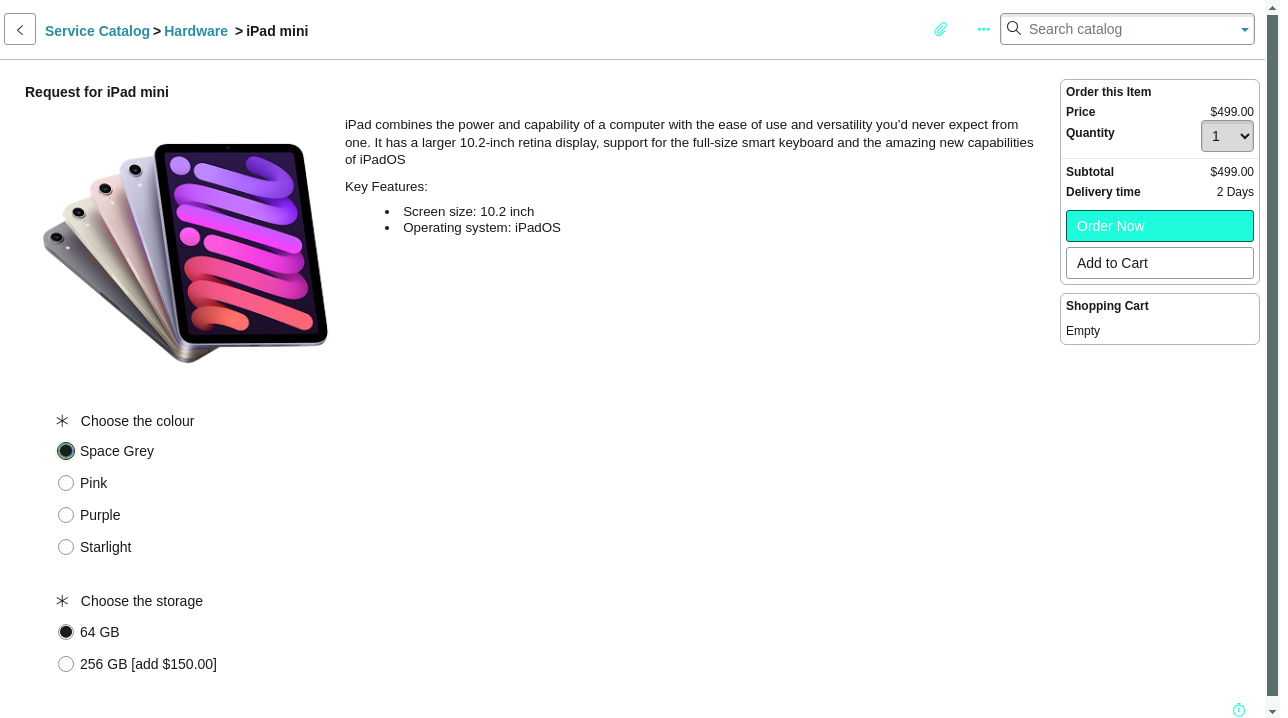 Service Catalog > Hardware > iPad mini
Search catalog
Request for iPad mini
iPad combines the power and capability of a computer with the ease of use and versatility you’d never expect from
one. It has a larger 10.2-inch retina display, support for the full-size smart keyboard and the amazing new capabilities
of iPadOS
Key Features:
Screen size: 10.2 inch
Operating system: iPadOS
Order this Item
Price $499.00
Quantity 1
Subtotal $499.00
Delivery time 2 Days
Order Now
Add to Cart
Shopping Cart
Empty
Choose the colour
Space Grey
Pink
Purple
Starlight
Choose the storage
64 GB
256 GB [add $150.00]